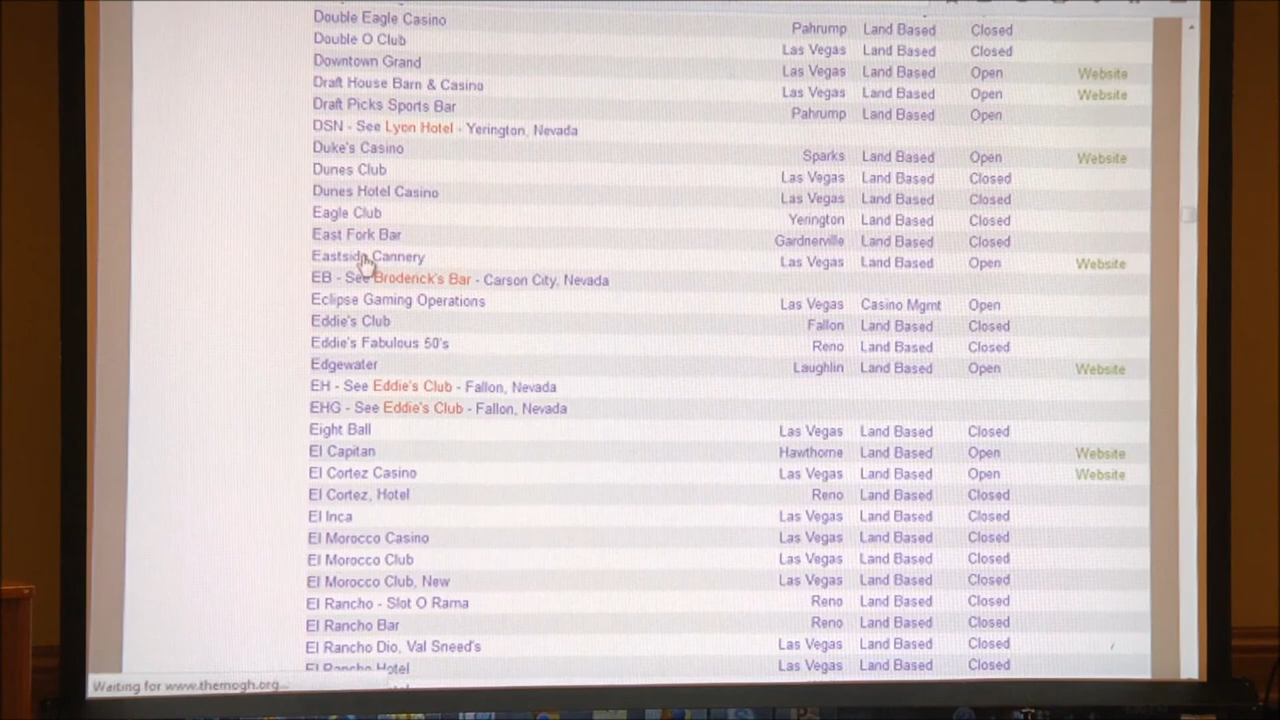 Double Eagle Casino Pahrump Land Based Closed
Double O Club Las Vegas Land Based Closed
Downtown Grand Las Vegas Land Based Open Website
Draft House Barn & Casino Las Vegas Land Based Open Website
Draft Picks Sports Bar Pahrump Land Based Open
DSN - See Lyon Hotel - Yerington, Nevada
Duke's Casino Sparks Land Based Open Website
Dunes Club Las Vegas Land Based Closed
Dunes Hotel Casino Las Vegas Land Based Closed
Eagle Club Yerington Land Based Closed
East Fork Bar Gardnerville Land Based Closed
Eastside Cannery Las Vegas Land Based Open Website
EB - See Broderick's Bar - Carson City, Nevada
Eclipse Gaming Operations Las Vegas Casino Mgmt Open
Eddie's Club Fallon Land Based Closed
Eddie's Fabulous 50's Reno Land Based Closed
Edgewater Laughlin Land Based Open Website
EH - See Eddie's Club - Fallon, Nevada
EHG - See Eddie's Club - Fallon, Nevada
Eight Ball Las Vegas Land Based Closed
El Capitan Hawthorne Land Based Open Website
El Cortez Casino Las Vegas Land Based Open Website
El Cortez, Hotel Reno Land Based Closed
El Inca Las Vegas Land Based Closed
El Morocco Casino Las Vegas Land Based Closed
El Morocco Club Las Vegas Land Based Closed
El Morocco Club, New Las Vegas Land Based Closed
El Rancho - Slot O Rama Reno Land Based Closed
El Rancho Bar Reno Land Based Closed
El Rancho Dio, Val Sneed's Las Vegas Land Based Closed
El Rancho Hotel Las Vegas Land Based Closed
Waiting for www.themogh.org...